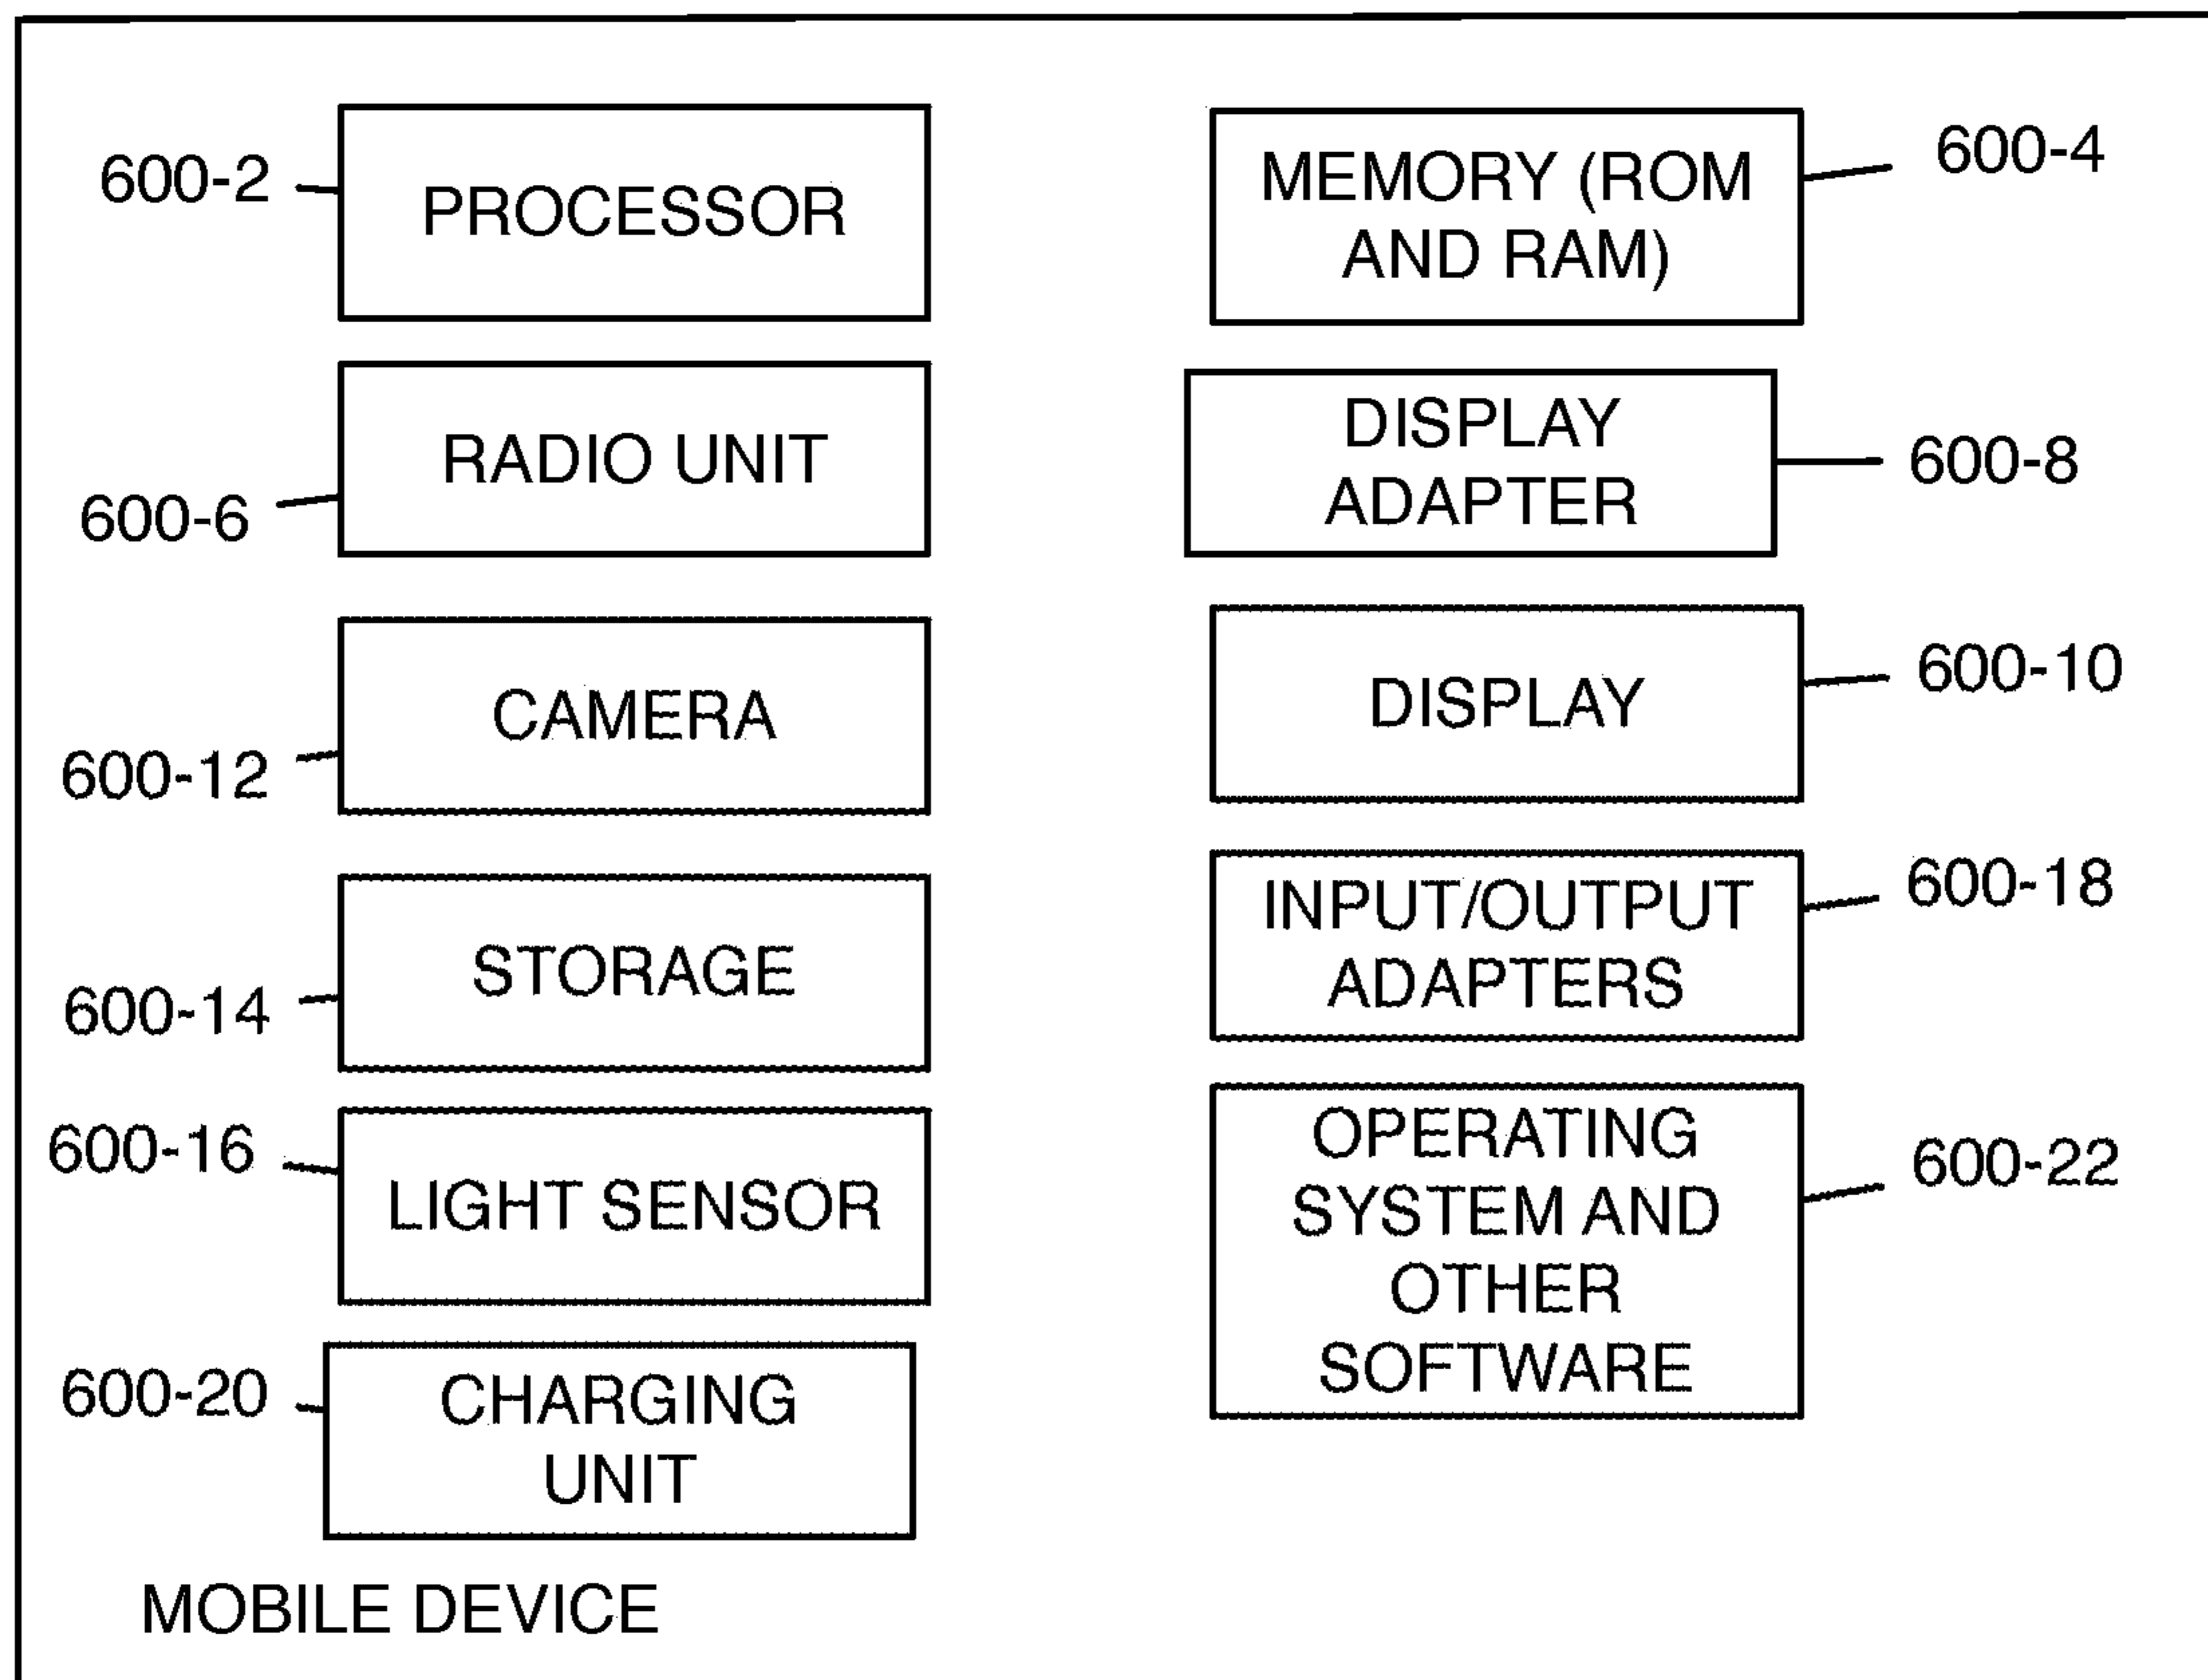 600-2
PROCESSOR
MEMORY (ROM
AND RAM)
600-4
RADIO UNIT
600-6
DISPLAY
ADAPTER
600-8
CAMERA
600-12
DISPLAY
600-10
STORAGE
600-14
INPUT/OUTPUT
ADAPTERS
600-18
600-16
LIGHT SENSOR
OPERATING
SYSTEM AND
OTHER
SOFTWARE
600-22
600-20
CHARGING
UNIT
MOBILE DEVICE